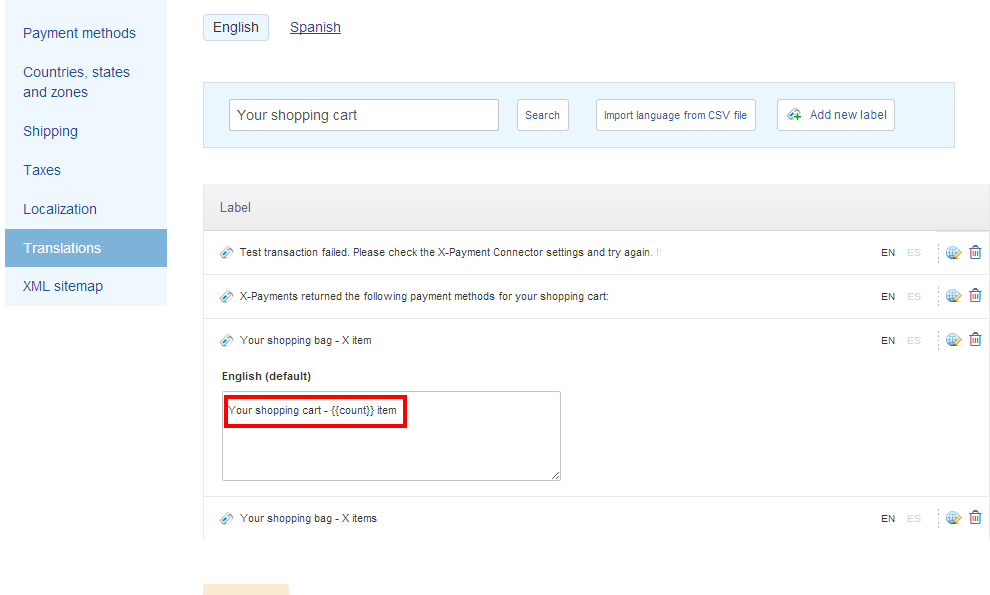 Payment methods
Countries, states
and zones
Shipping
Taxes
Localization
Translations
XML sitemap
English Spanish
Your shopping cart Search Import language from CSV file Add new label
Label
Test transaction failed. Please check the X-Payment Connector settings and try again. EN ES
X-Payments returned the following payment methods for your shopping cart: EN ES
Your shopping bag - X item EN ES
English (default)
Your shopping cart - {{count}} item
Your shopping bag - X items EN ES